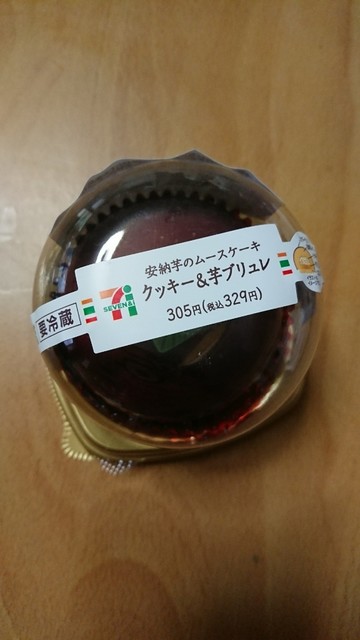 安納芋のムースケーキ
クッキー&芋ブリュレ
305円(税込329円)
SEVEN&i
要冷蔵